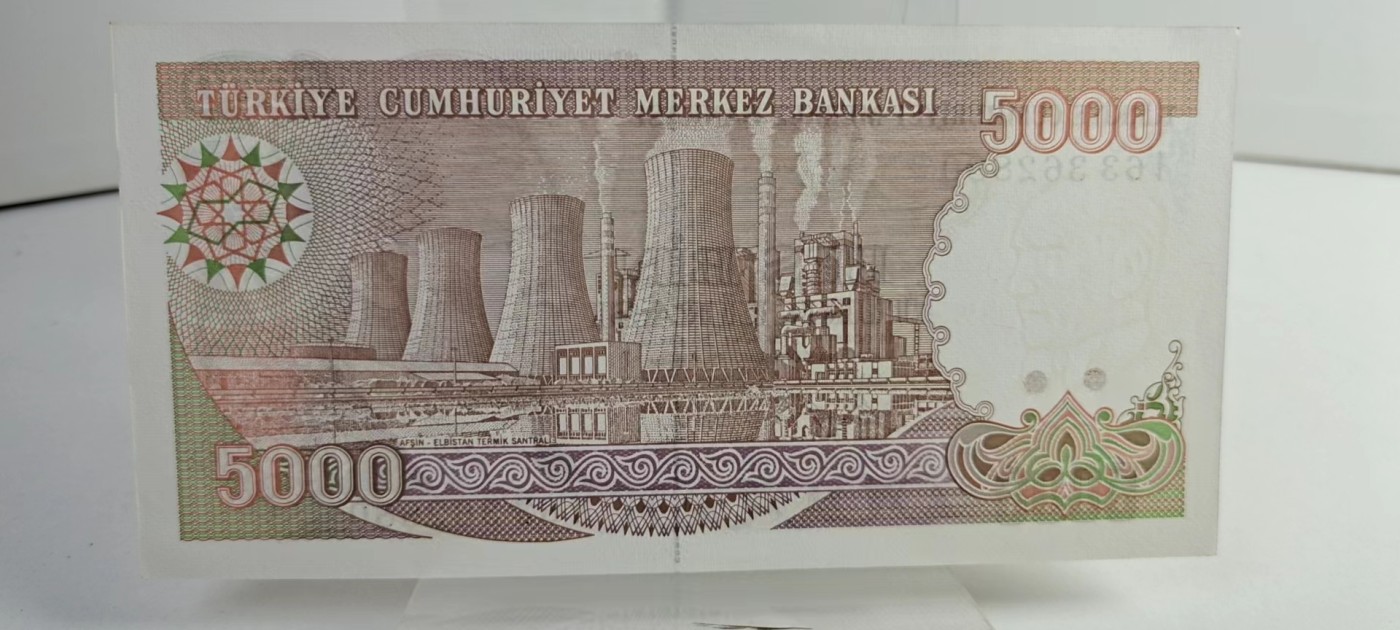 TÜRKİYE CUMHURİYET MERKEZ BANKASI
5000
AFŞİN - ELBİSTAN TERMİK SANTRALI
5000